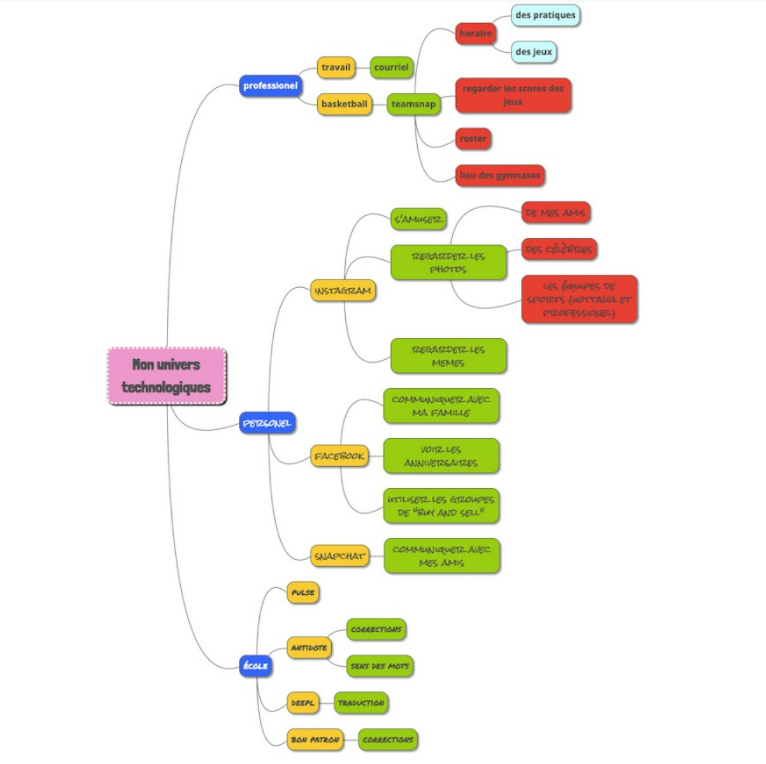 des pratiques
horaire
des jeux
travail
courriel
professionel
basketball
teamsnap
regarder les scores des
jeux
roster
lieu des gymnases
S'AMUSER
DE MES AMIS
REGARDER LES
PHOTOS
DES CÉLÈBRES
LES ÉQUIPES DE
SPORTS (UOTTAWA ET
PROFESSIONEL)
INSTAGRAM
REGARDER LES
MEMES
Mon univers
technologiques
PERSONEL
COMMUNIQUER AVEC
MA FAMILLE
FACEBOOK
VOIR LES
ANNIVERSAIRES
UTILISER LES GROUPES
DE "BUY AND SELL"
SNAPCHAT
COMMUNIQUER AVEC
MES AMIS
PULSE
CORRECTIONS
ANTIDOTE
ÉCOLE
SENS DES MOTS
DEEPL
TRADUCTION
BON PATRON
CORRECTIONS